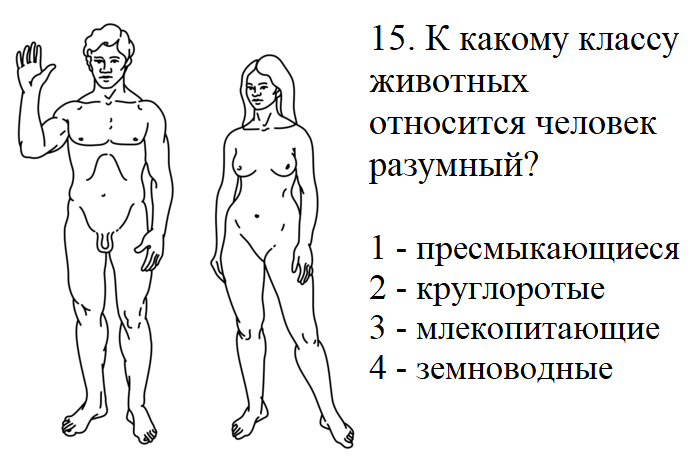 15. К какому классу
животных
относится человек
разумный?
1 - пресмыкающиеся
2 - круглоротые
3 - млекопитающие
4 - земноводные